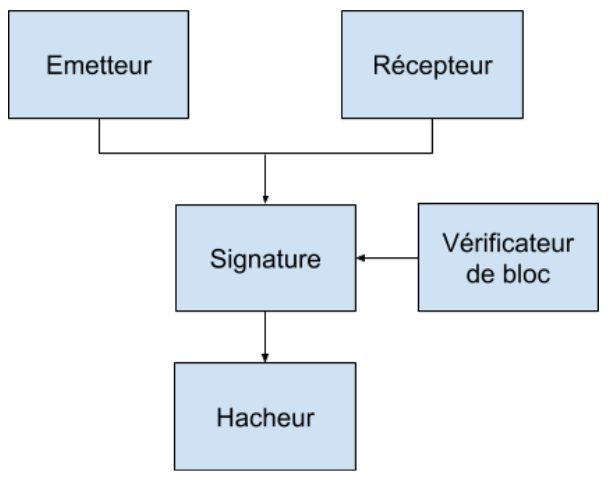 Emetteur
Récepteur
Signature
Vérificateur
de bloc
Hacheur